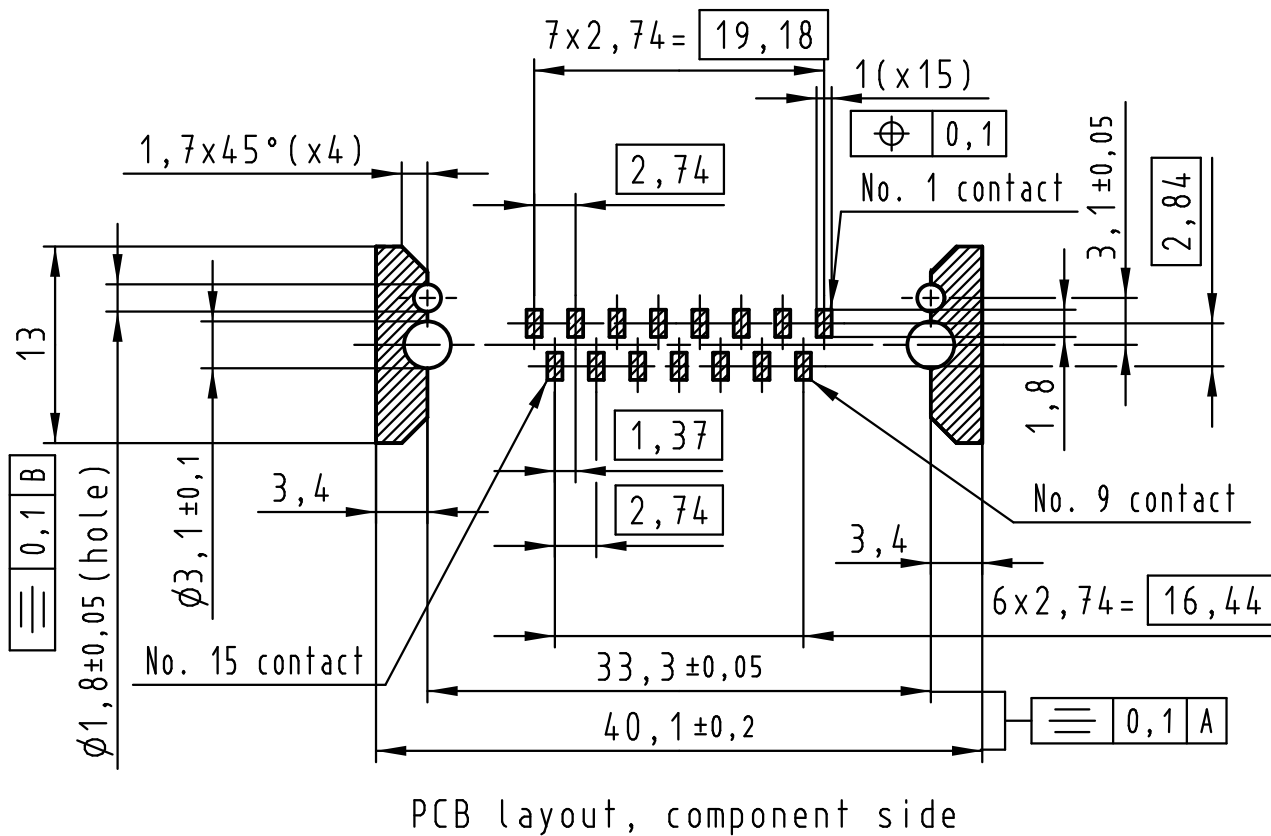 7x2,74= 19,18
1(x15)
0,1
1,7x45°(x4)
2,74
No. 1 contact
3,1±0,05
2,84
13
1,8
1,37
2,74
3,4
No. 9 contact
3,4
0,1 B
Ø1,8±0,05(hole)
Ø3,1±0,1
6x2,74= 16,44
No. 15 contact
33,3±0,05
40,1±0,2
0,1 A
PCB layout, component side